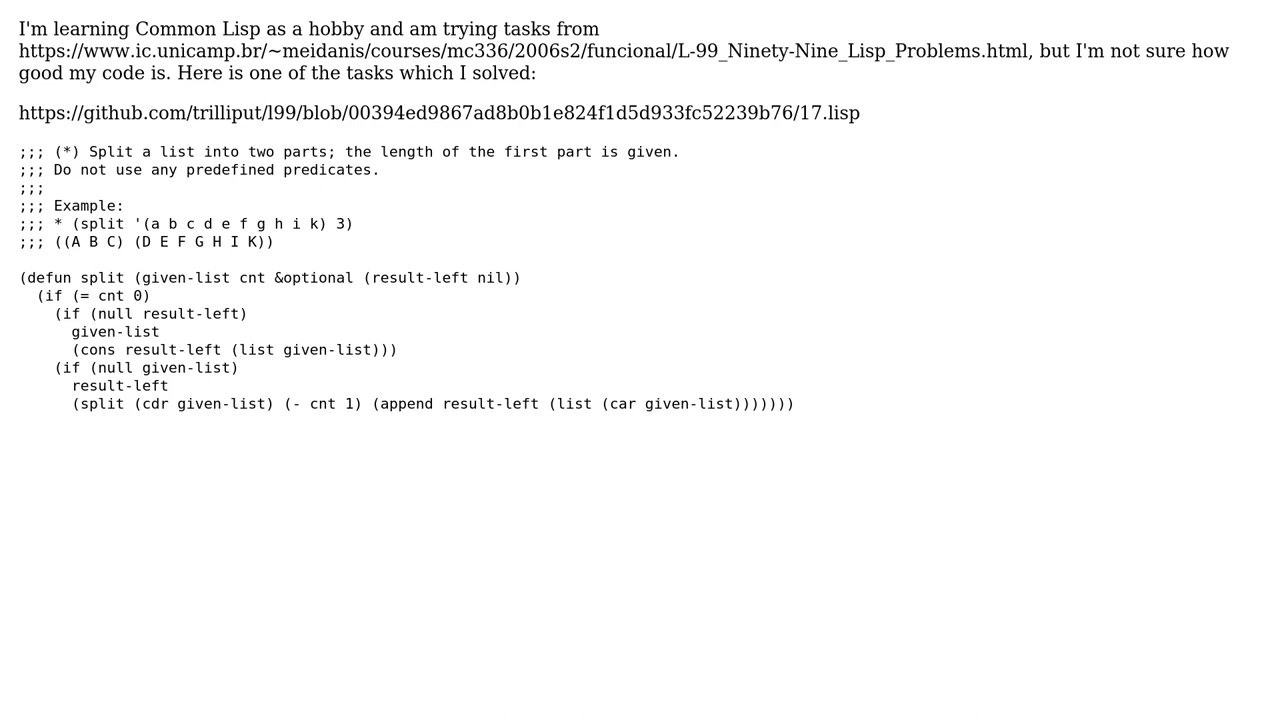 I'm learning Common Lisp as a hobby and am trying tasks from
https://www.ic.unicamp.br/~meidanis/courses/mc336/2006s2/funcional/L-99_Ninety-Nine_Lisp_Problems.html, but I'm not sure how
good my code is. Here is one of the tasks which I solved:
https://github.com/trilliput/l99/blob/00394ed9867ad8b0b1e824f1d5d933fc52239b76/17.lisp
;;; (*) Split a list into two parts; the length of the first part is given.
;;; Do not use any predefined predicates.
;;;
;;; Example:
;;; * (split '(a b c d e f g h i k) 3)
;;; ((A B C) (D E F G H I K))
(defun split (given-list cnt &optional (result-left nil))
  (if (= cnt 0)
    (if (null result-left)
      given-list
      (cons result-left (list given-list)))
    (if (null given-list)
      result-left
      (split (cdr given-list) (- cnt 1) (append result-left (list (car given-list)))))))